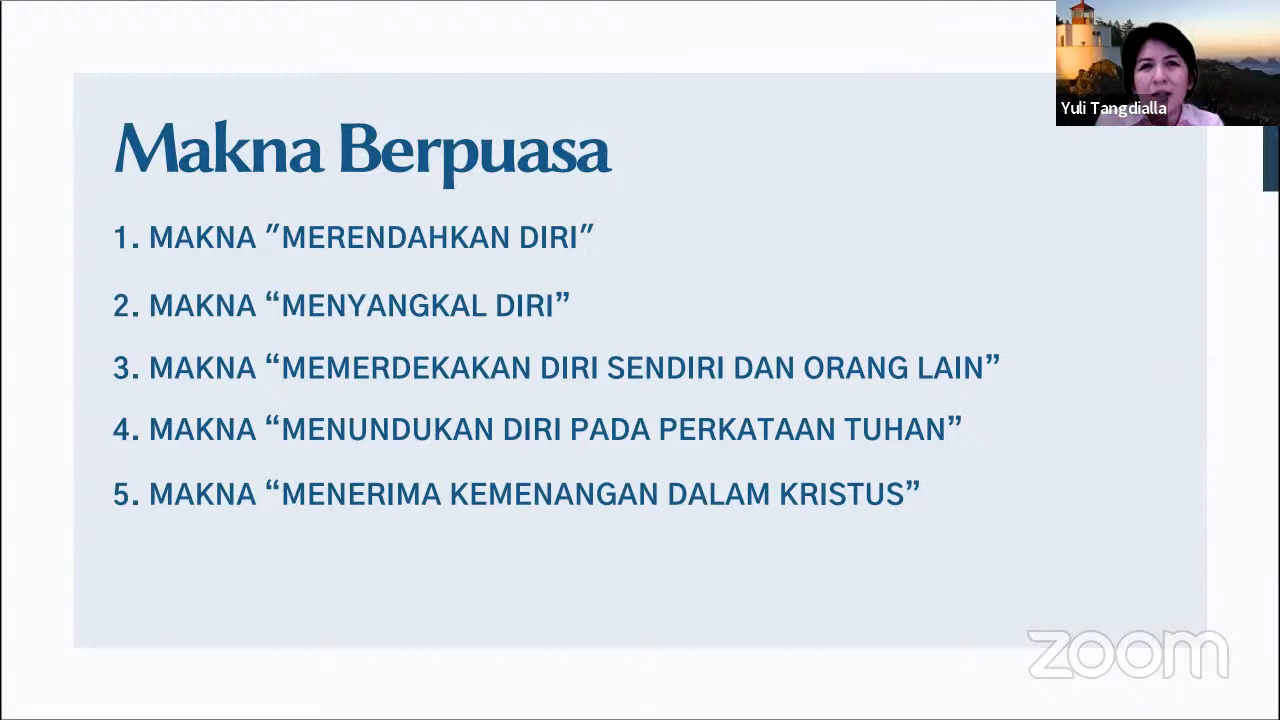 Yuli Tangdialla
Makna Berpuasa
1. MAKNA "MERENDAHKAN DIRI"
2. MAKNA “MENYANGKAL DIRI”
3. MAKNA “MEMERDEKAKAN DIRI SENDIRI DAN ORANG LAIN”
4. MAKNA “MENUNDUKAN DIRI PADA PERKATAAN TUHAN”
5. MAKNA “MENERIMA KEMENANGAN DALAM KRISTUS”
zoom